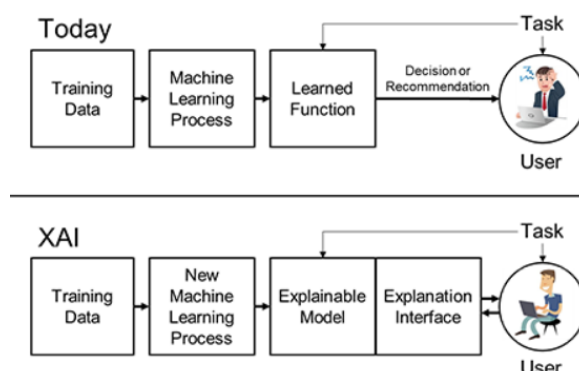 Today
Task
Training
Data
Machine
Learning
Process
Learned
Function
Decision or
Recommendation
User
XAI
Task
Training
Data
New
Machine
Learning
Process
Explainable
Model
Explanation
Interface
User